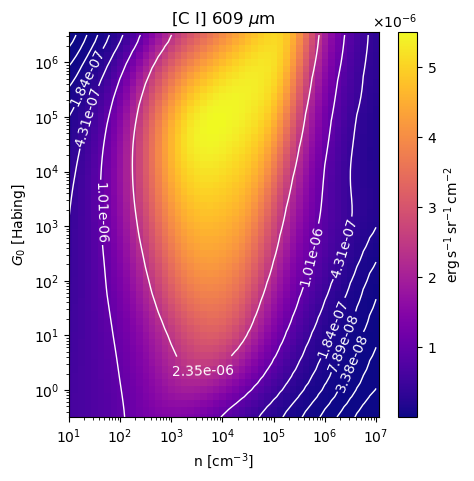 [C I] 609 μm
×10⁻⁶
G₀ [Habing]
10⁶
10⁵
10⁴
10³
10²
10¹
10⁰
1.84e-07
4.31e-07
1.01e-06
2.35e-06
1.01e-06
4.31e-07
1.84e-07
7.89e-08
3.38e-08
10¹ 10² 10³ 10⁴ 10⁵ 10⁶ 10⁷
n [cm⁻³]
5
4
3
2
1
erg s⁻¹ sr⁻¹ cm⁻²